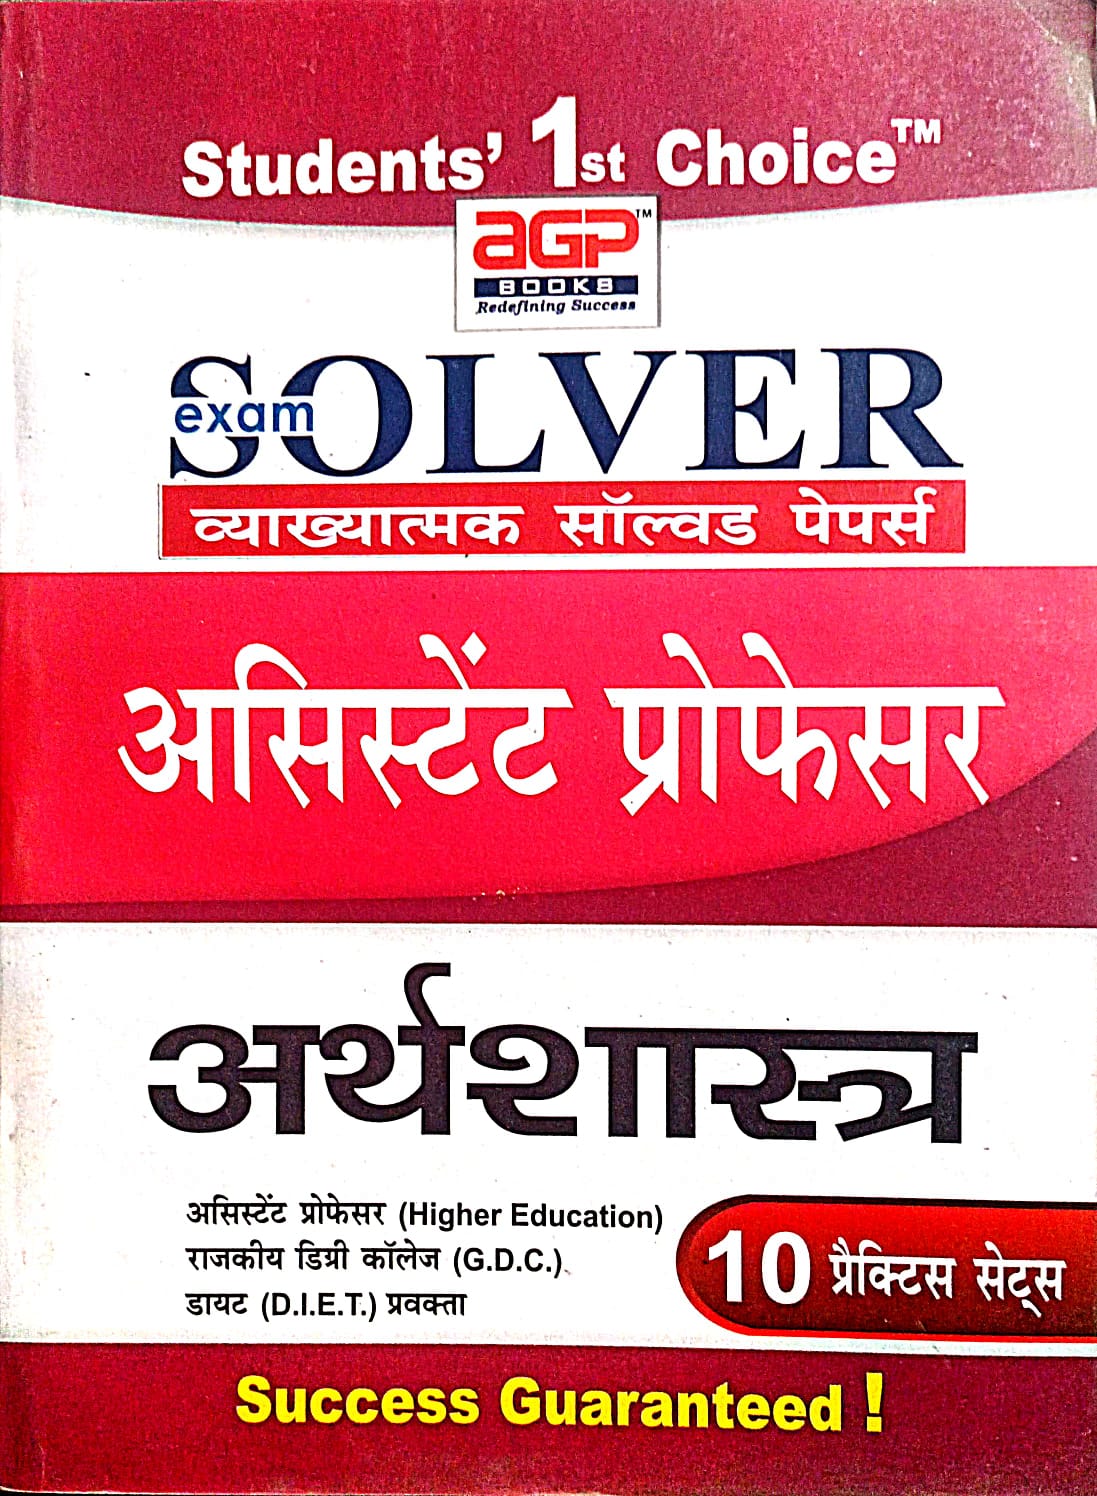 Students' 1st Choice™
aGP™
BOOKS
Redefining Success
exam SOLVER
व्याख्यात्मक सॉल्वड पेपर्स
असिस्टेंट प्रोफेसर
अर्थशास्त्र
असिस्टेंट प्रोफेसर (Higher Education)
राजकीय डिग्री कॉलेज (G.D.C.)
डायट (D.I.E.T.) प्रवक्ता
10 प्रैक्टिस सेट्स
Success Guaranteed !